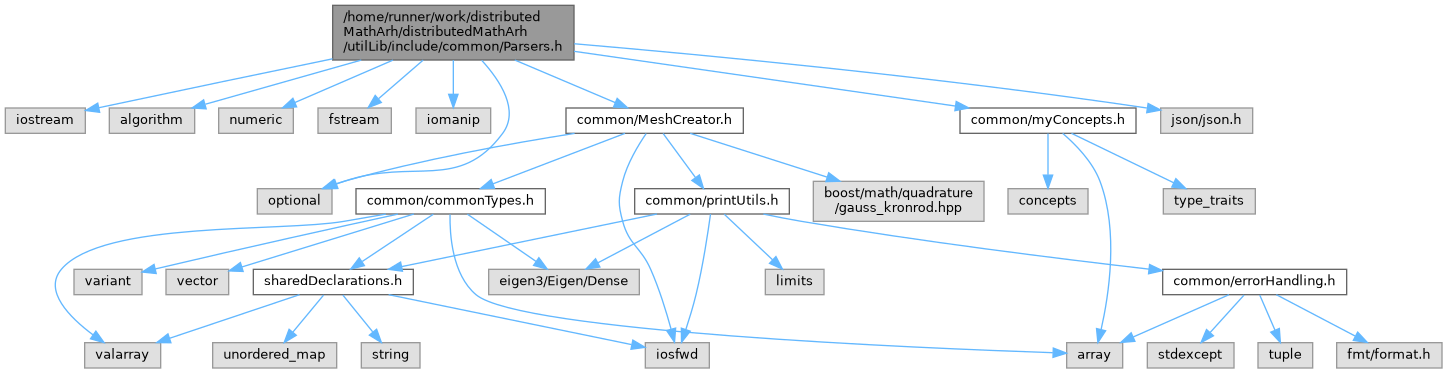 /home/runner/work/distributed
MathArh/distributedMathArh
/utilLib/include/common/Parsers.h
iostream
algorithm
numeric
fstream
iomanip
common/MeshCreator.h
common/myConcepts.h
json/json.h
optional
common/commonTypes.h
common/printUtils.h
boost/math/quadrature
/gauss_kronrod.hpp
concepts
type_traits
variant
vector
sharedDeclarations.h
eigen3/Eigen/Dense
limits
common/errorHandling.h
valarray
unordered_map
string
iosfwd
array
stdexcept
tuple
fmt/format.h